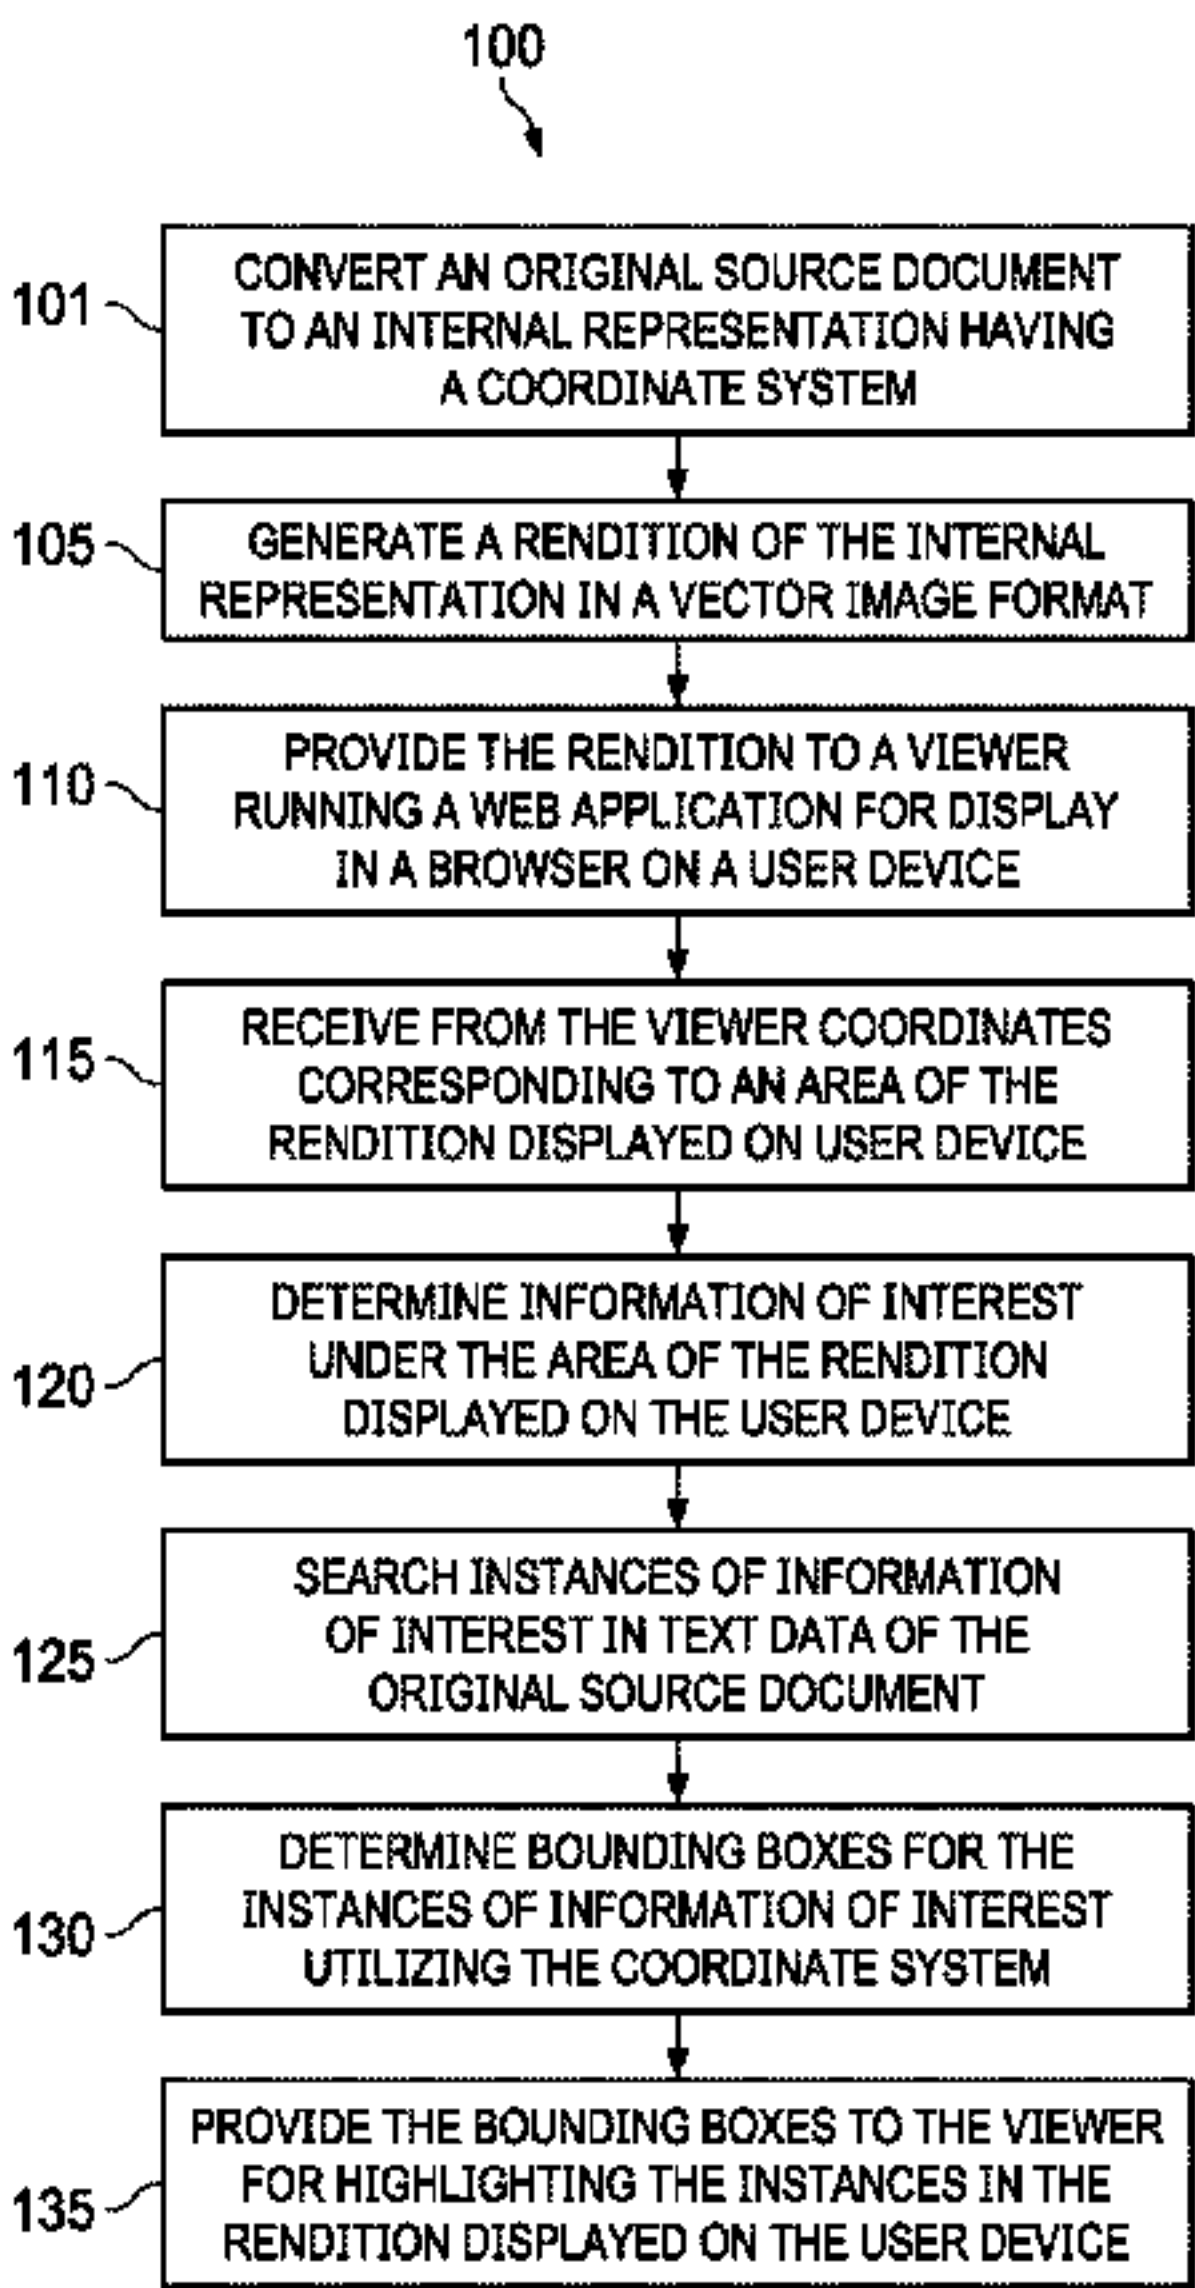 100
101
CONVERT AN ORIGINAL SOURCE DOCUMENT
TO AN INTERNAL REPRESENTATION HAVING
A COORDINATE SYSTEM
105
GENERATE A RENDITION OF THE INTERNAL
REPRESENTATION IN A VECTOR IMAGE FORMAT
110
PROVIDE THE RENDITION TO A VIEWER
RUNNING A WEB APPLICATION FOR DISPLAY
IN A BROWSER ON A USER DEVICE
115
RECEIVE FROM THE VIEWER COORDINATES
CORRESPONDING TO AN AREA OF THE
RENDITION DISPLAYED ON USER DEVICE
120
DETERMINE INFORMATION OF INTEREST
UNDER THE AREA OF THE RENDITION
DISPLAYED ON THE USER DEVICE
125
SEARCH INSTANCES OF INFORMATION
OF INTEREST IN TEXT DATA OF THE
ORIGINAL SOURCE DOCUMENT
130
DETERMINE BOUNDING BOXES FOR THE
INSTANCES OF INFORMATION OF INTEREST
UTILIZING THE COORDINATE SYSTEM
135
PROVIDE THE BOUNDING BOXES TO THE VIEWER
FOR HIGHLIGHTING THE INSTANCES IN THE
RENDITION DISPLAYED ON THE USER DEVICE